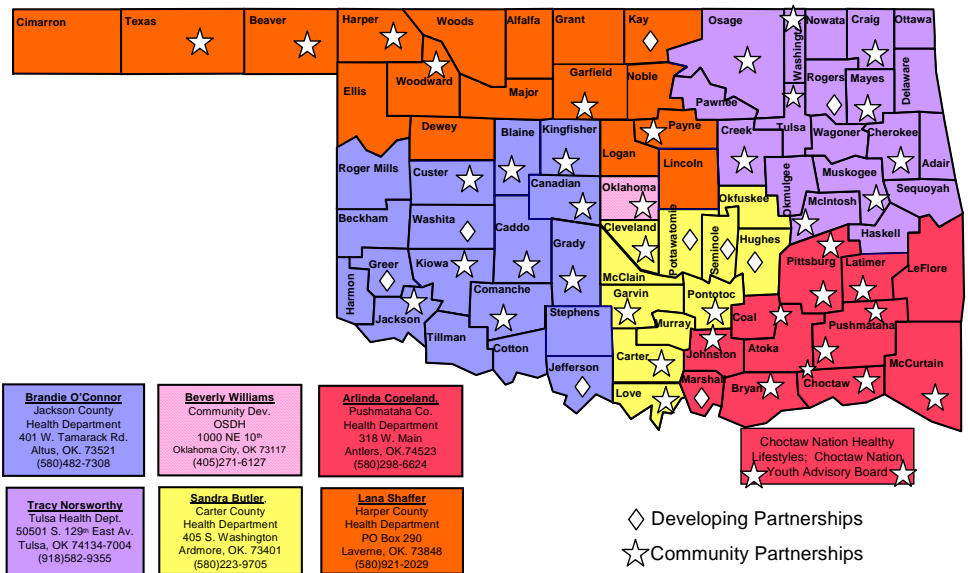 Cimarron
Texas
Beaver
Harper
Woods
Alfalfa
Grant
Kay
Osage
Washingt
Nowata
Craig
Ottawa
Ellis
Woodward
Major
Garfield
Noble
Pawnee
Rogers
Mayes
Delaware
Dewey
Blaine
Kingfisher
Logan
Payne
Creek
Tulsa
Wagoner
Cherokee
Adair
Roger Mills
Custer
Canadian
Oklahoma
Lincoln
Okfuskee
Okmulgee
Muskogee
McIntosh
Sequoyah
Beckham
Washita
Caddo
Grady
Cleveland
Pottawatomie
Seminole
Hughes
Haskell
Harmon
Greer
Kiowa
Comanche
McClain
Garvin
Pontotoc
Pittsburg
Latimer
LeFlore
Jackson
Tillman
Stephens
Murray
Coal
Pushmataha
Cotton
Jefferson
Carter
Johnston
Atoka
McCurtain
Love
Marshall
Bryan
Choctaw
Brandie O'Connor
Jackson County
Health Department
401 W. Tamarack Rd.
Altus, OK. 73521
(580)482-7308
Beverly Williams
Community Dev.
OSDH
1000 NE 10th
Oklahoma City, OK 73117
(405)271-6127
Arlinda Copeland,
Pushmataha Co.
Health Department
318 W. Main
Antlers, OK.74523
(580)298-6624
Choctaw Nation Healthy
Lifestyles; Choctaw Nation
Youth Advisory Board
Tracy Norsworthy
Tulsa Health Dept.
50501 S. 129th East Av.
Tulsa, OK 74134-7004
(918)582-9355
Sandra Butler,
Carter County
Health Department
405 S. Washington
Ardmore, OK. 73401
(580)223-9705
Lana Shaffer
Harper County
Health Department
PO Box 290
Laverne, OK. 73848
(580)921-2029
Developing Partnerships
Community Partnerships